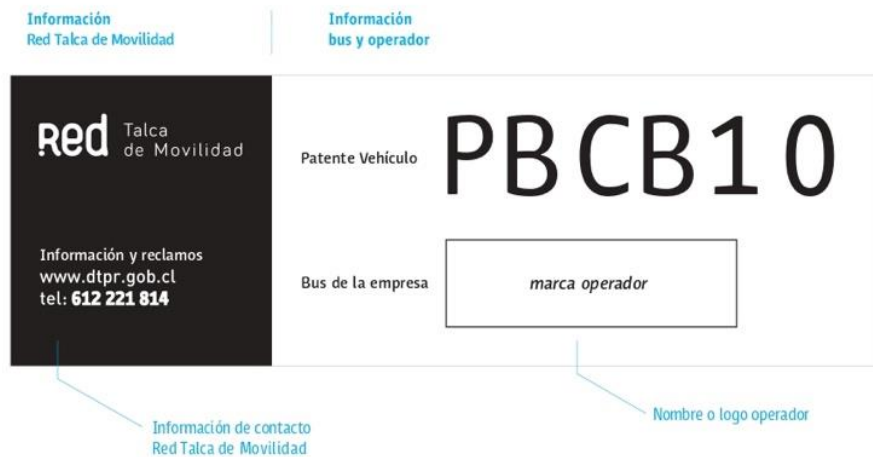 Información
Red Talca de Movilidad
Información
bus y operador
Red Talca
de Movilidad
Información y reclamos
www.dtpr.gob.cl
tel: 612 221 814
Patente Vehículo PBCB10
Bus de la empresa marca operador
Información de contacto
Red Talca de Movilidad
Nombre o logo operador